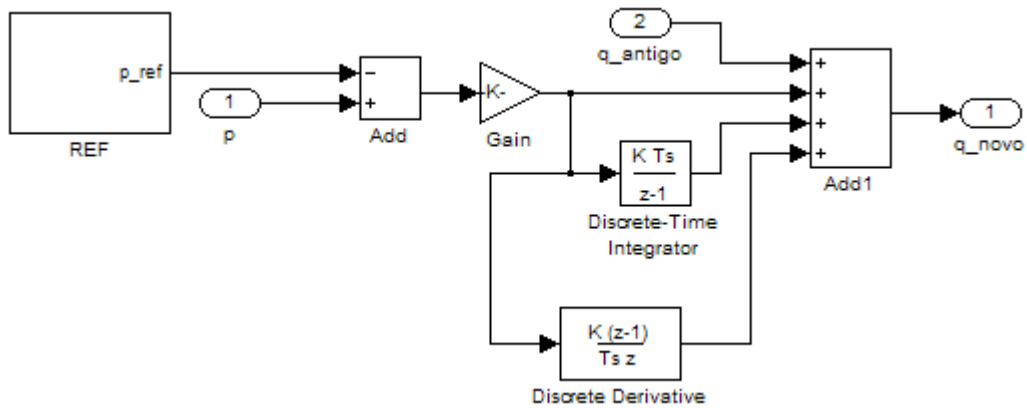 p_ref
REF
1
p
−
+
Add
K-
Gain
2
q_antigo
K Ts
z-1
Discrete-Time
Integrator
K (z-1)
Ts z
Discrete Derivative
+
+
+
+
Add1
1
q_novo